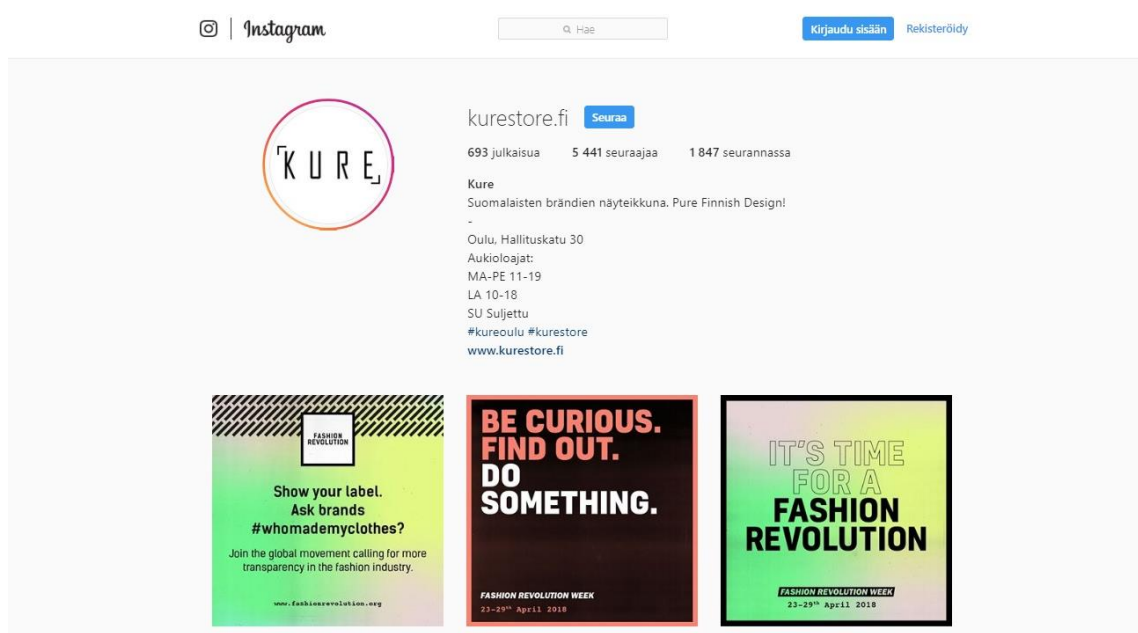 Instagram
Hae
Kirjaudu sisään
Rekisteröidy
KURE
kurestore.fi
Seuraa
693 julkaisua 5 441 seuraajaa 1 847 seurannassa
Kure
Suomalaisten brändien näyteikkuna. Pure Finnish Design!
-
Oulu, Hallituskatu 30
Aukioloajat:
MA-PE 11-19
LA 10-18
SU Suljettu
#kureoulu #kurestore
www.kurestore.fi
FASHION
REVOLUTION
Show your label.
Ask brands
#whomademyclothes?
Join the global movement calling for more
transparency in the fashion industry.
www.fashionrevolution.org
BE CURIOUS.
FIND OUT.
DO
SOMETHING.
FASHION REVOLUTION WEEK
23-29th April 2018
IT'S TIME
FOR A
FASHION
REVOLUTION
FASHION REVOLUTION WEEK
23-29th April 2018